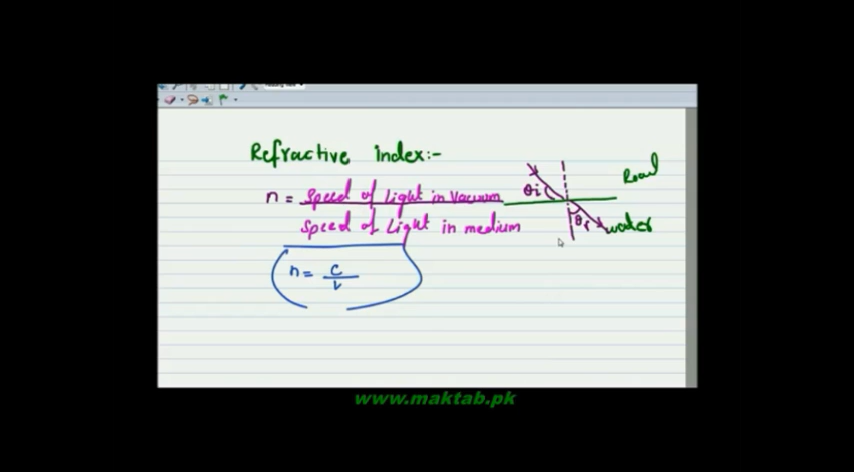 Refractive index:-
n = Speed of Light in Vacuum
Speed of Light in medium
θi
Road
θr
water
n = c
v
www.maktab.pk